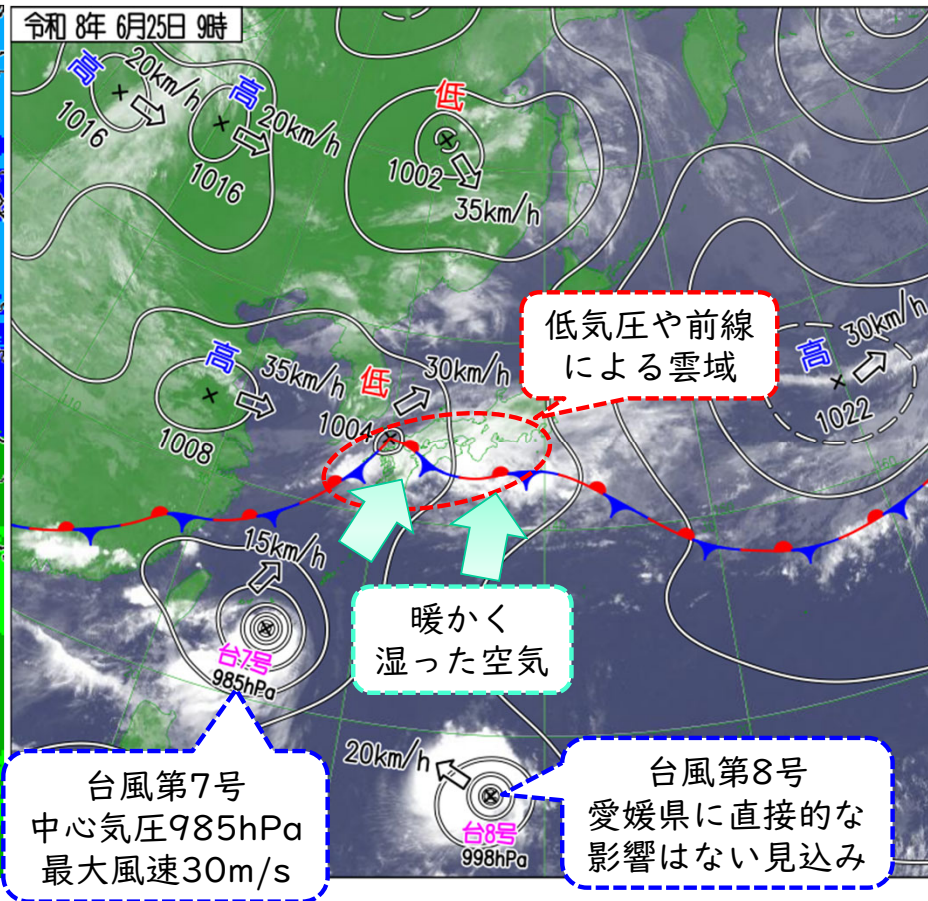 令和 8年 6月25日 9時
高
20km/h
1016
高
20km/h
1016
低
1002
35km/h
低気圧や前線
による雲域
高
30km/h
1022
高
35km/h
1008
低
30km/h
1004
15km/h
台7号
985hPa
暖かく
湿った空気
20km/h
台8号
998hPa
台風第7号
中心気圧985hPa
最大風速30m/s
台風第8号
愛媛県に直接的な
影響はない見込み